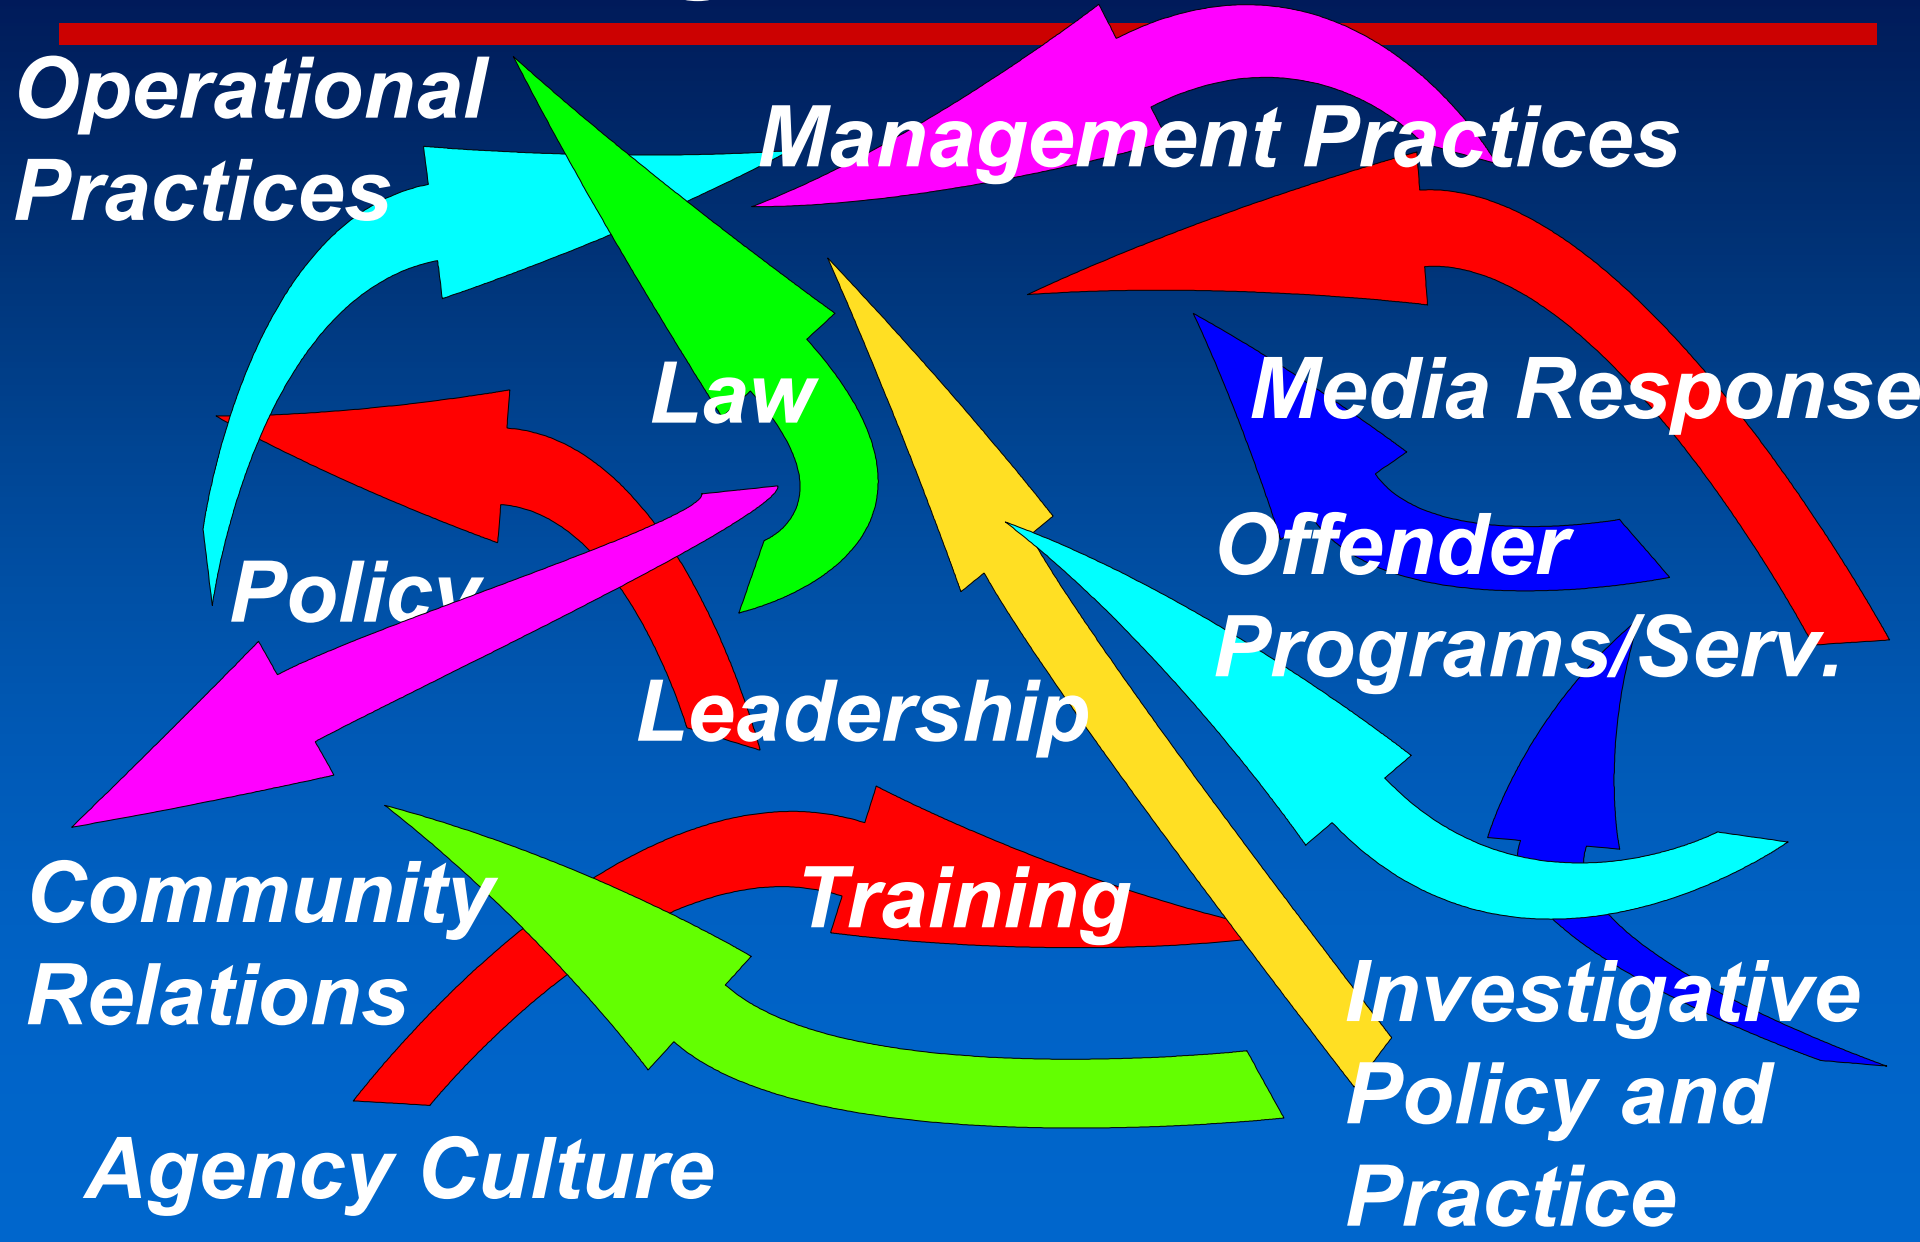 Operational
Practices
Management Practices
Law
Media Response
Policy
Offender
Programs/Serv.
Leadership
Community
Relations
Training
Investigative
Policy and
Practice
Agency Culture